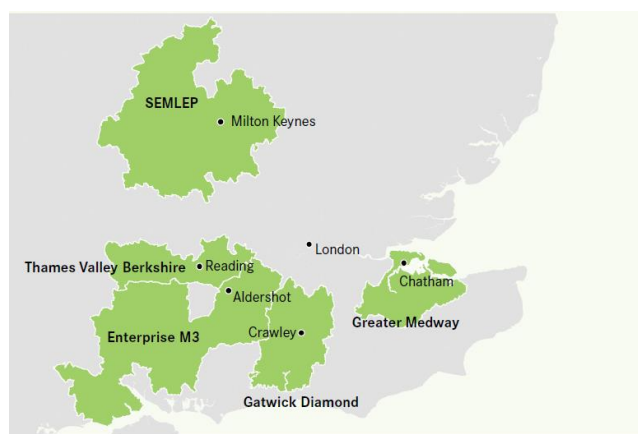 SEMLEP
Milton Keynes
London
Thames Valley Berkshire
Reading
Chatham
Aldershot
Greater Medway
Enterprise M3
Crawley
Gatwick Diamond